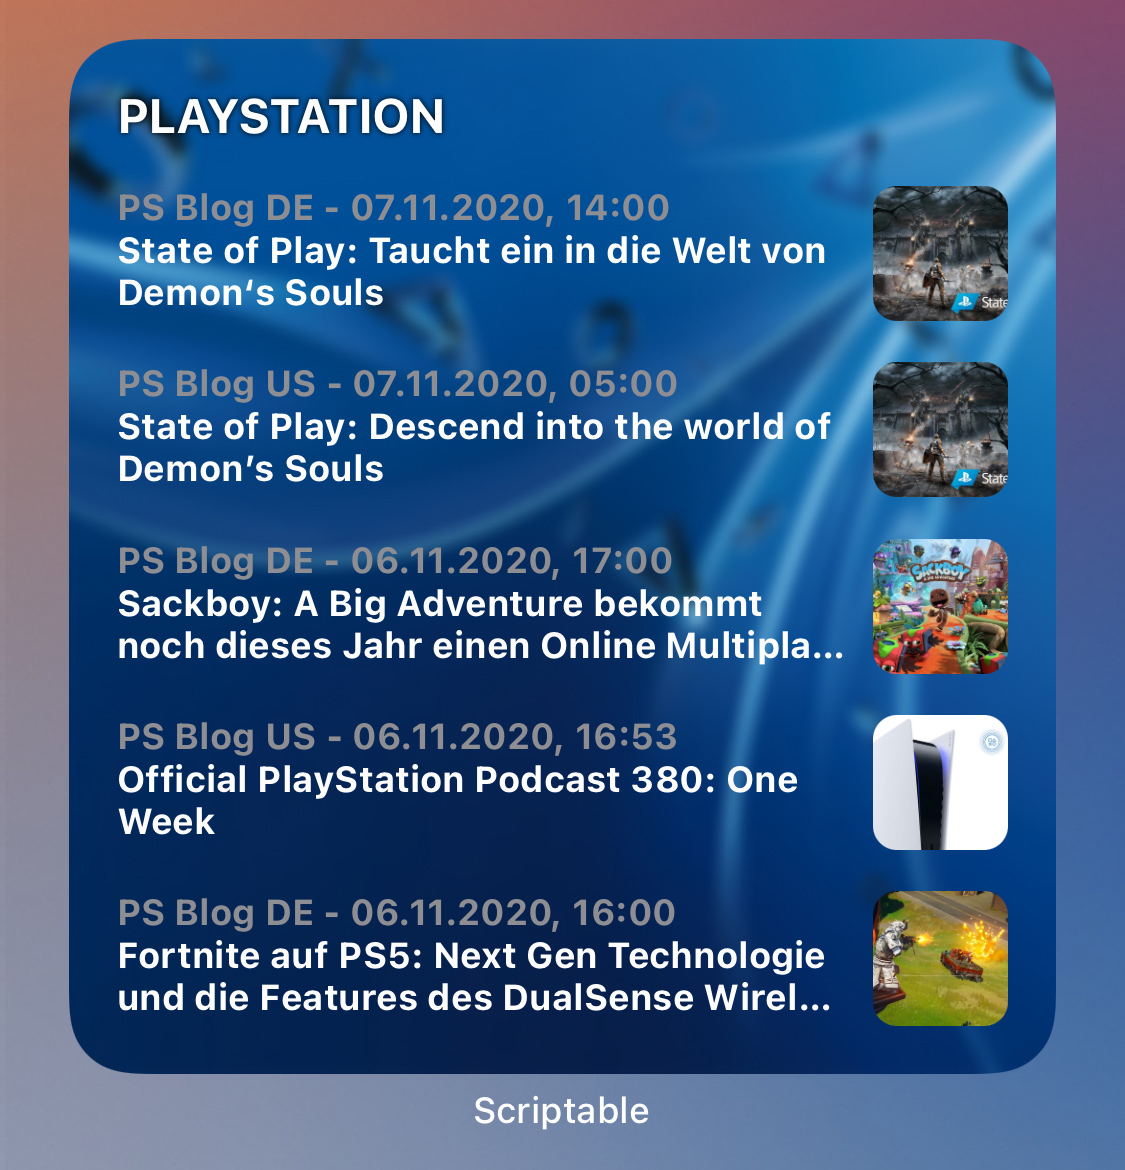 PLAYSTATION
PS Blog DE - 07.11.2020, 14:00
State of Play: Taucht ein in die Welt von
Demon‘s Souls
State
PS Blog US - 07.11.2020, 05:00
State of Play: Descend into the world of
Demon’s Souls
State
PS Blog DE - 06.11.2020, 17:00
Sackboy: A Big Adventure bekommt
noch dieses Jahr einen Online Multipla...
SACKBOY
PS Blog US - 06.11.2020, 16:53
Official PlayStation Podcast 380: One
Week
PS Blog DE - 06.11.2020, 16:00
Fortnite auf PS5: Next Gen Technologie
und die Features des DualSense Wirel...
Scriptable